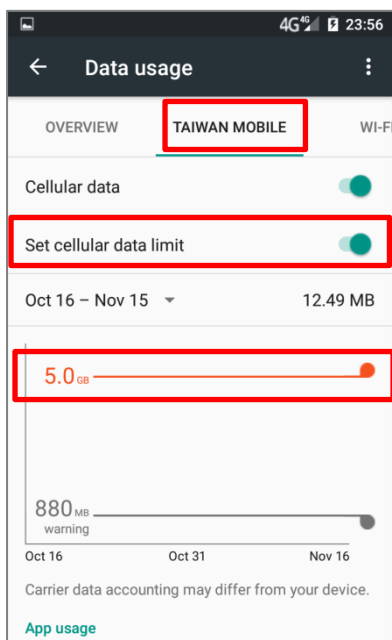 4G 4G 23:56
Data usage
OVERVIEW TAIWAN MOBILE WI-F
Cellular data
Set cellular data limit
Oct 16 – Nov 15 12.49 MB
5.0 GB
880 MB
warning
Oct 16 Oct 31 Nov 16
Carrier data accounting may differ from your device.
App usage